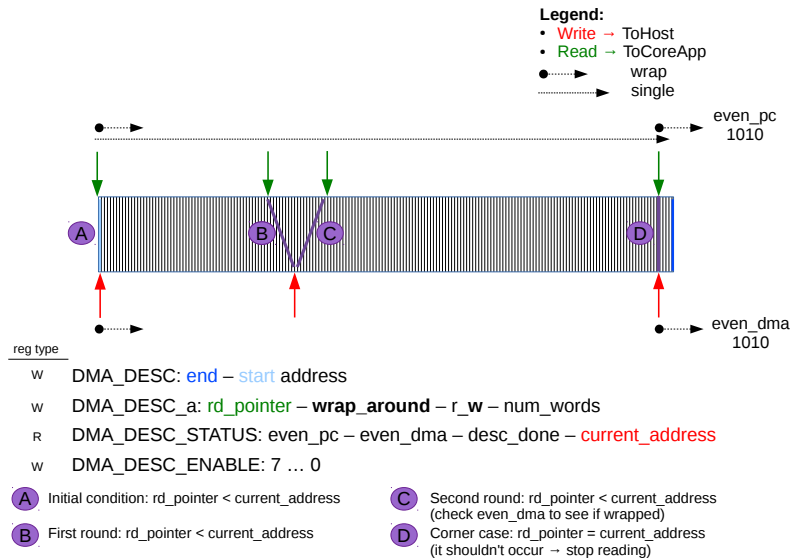 Legend:
• Write → ToHost
• Read → ToCoreApp
wrap
single
even_pc
1010
A
B
C
D
even_dma
1010
reg type
W DMA_DESC: end – start address
W DMA_DESC_a: rd_pointer – wrap_around – r_w – num_words
R DMA_DESC_STATUS: even_pc – even_dma – desc_done – current_address
W DMA_DESC_ENABLE: 7 … 0
A Initial condition: rd_pointer < current_address
B First round: rd_pointer < current_address
C Second round: rd_pointer < current_address
(check even_dma to see if wrapped)
D Corner case: rd_pointer = current_address
(it shouldn't occur → stop reading)